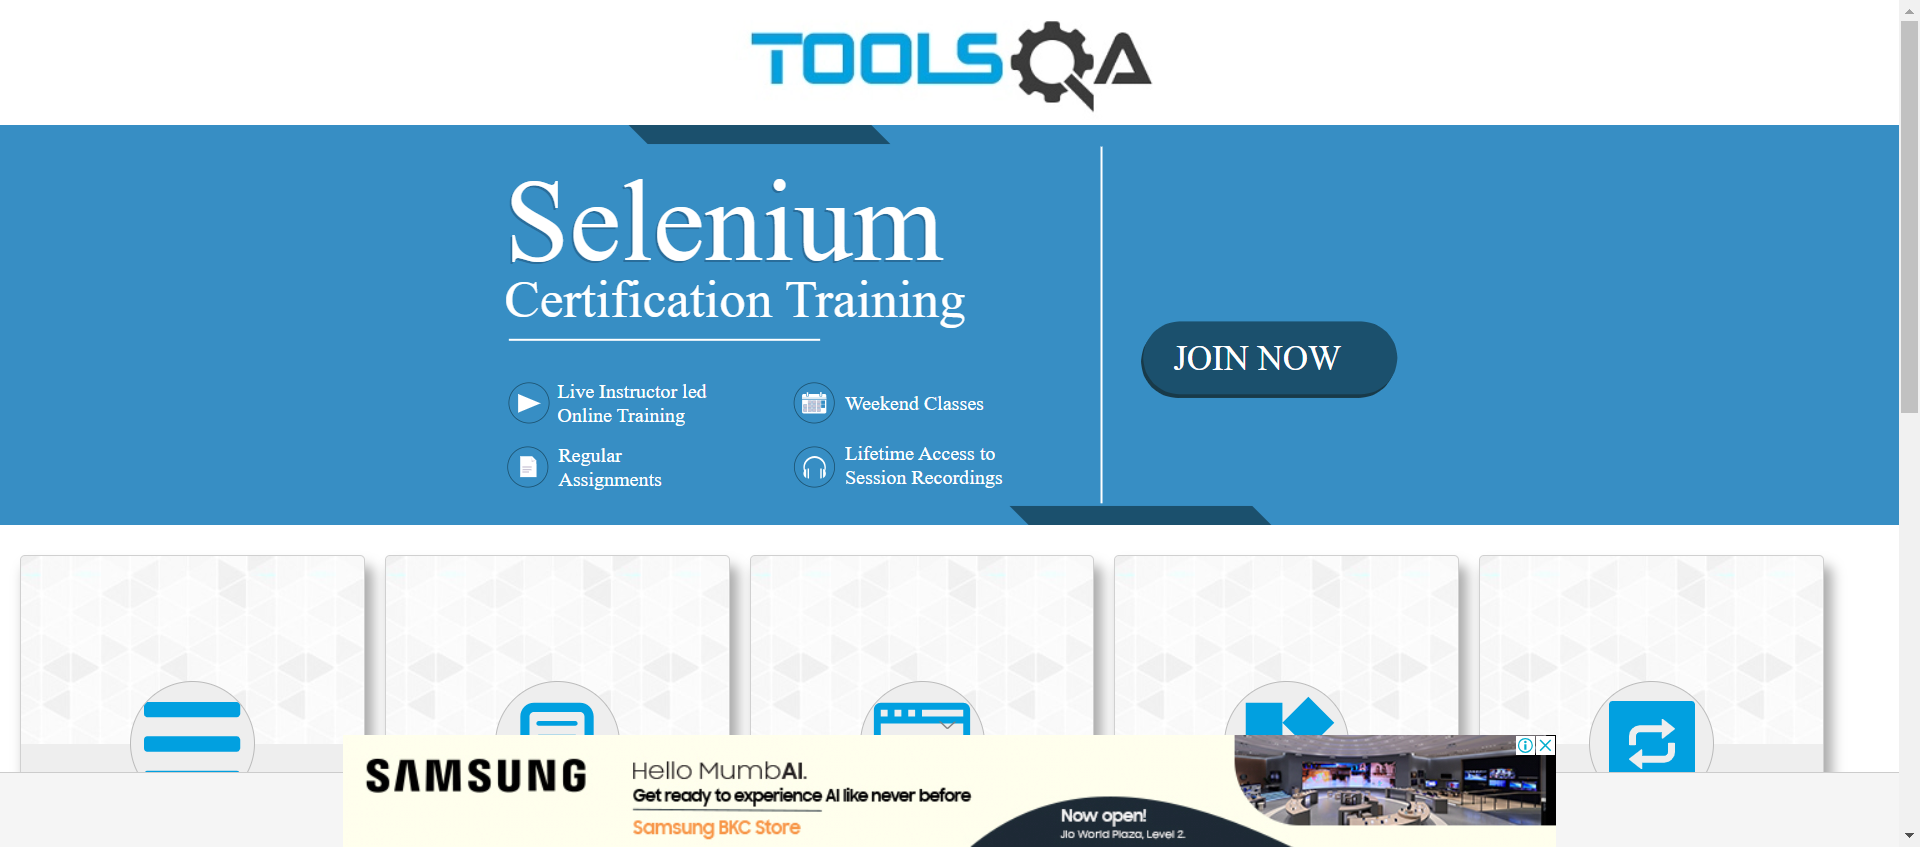 TOOLSQA
Selenium
Certification Training
Live Instructor led
Online Training
Weekend Classes
Regular
Assignments
Lifetime Access to
Session Recordings
JOIN NOW
SAMSUNG
Hello MumbAI.
Get ready to experience AI like never before
Samsung BKC Store
Now open!
Jio World Plaza, Level 2.